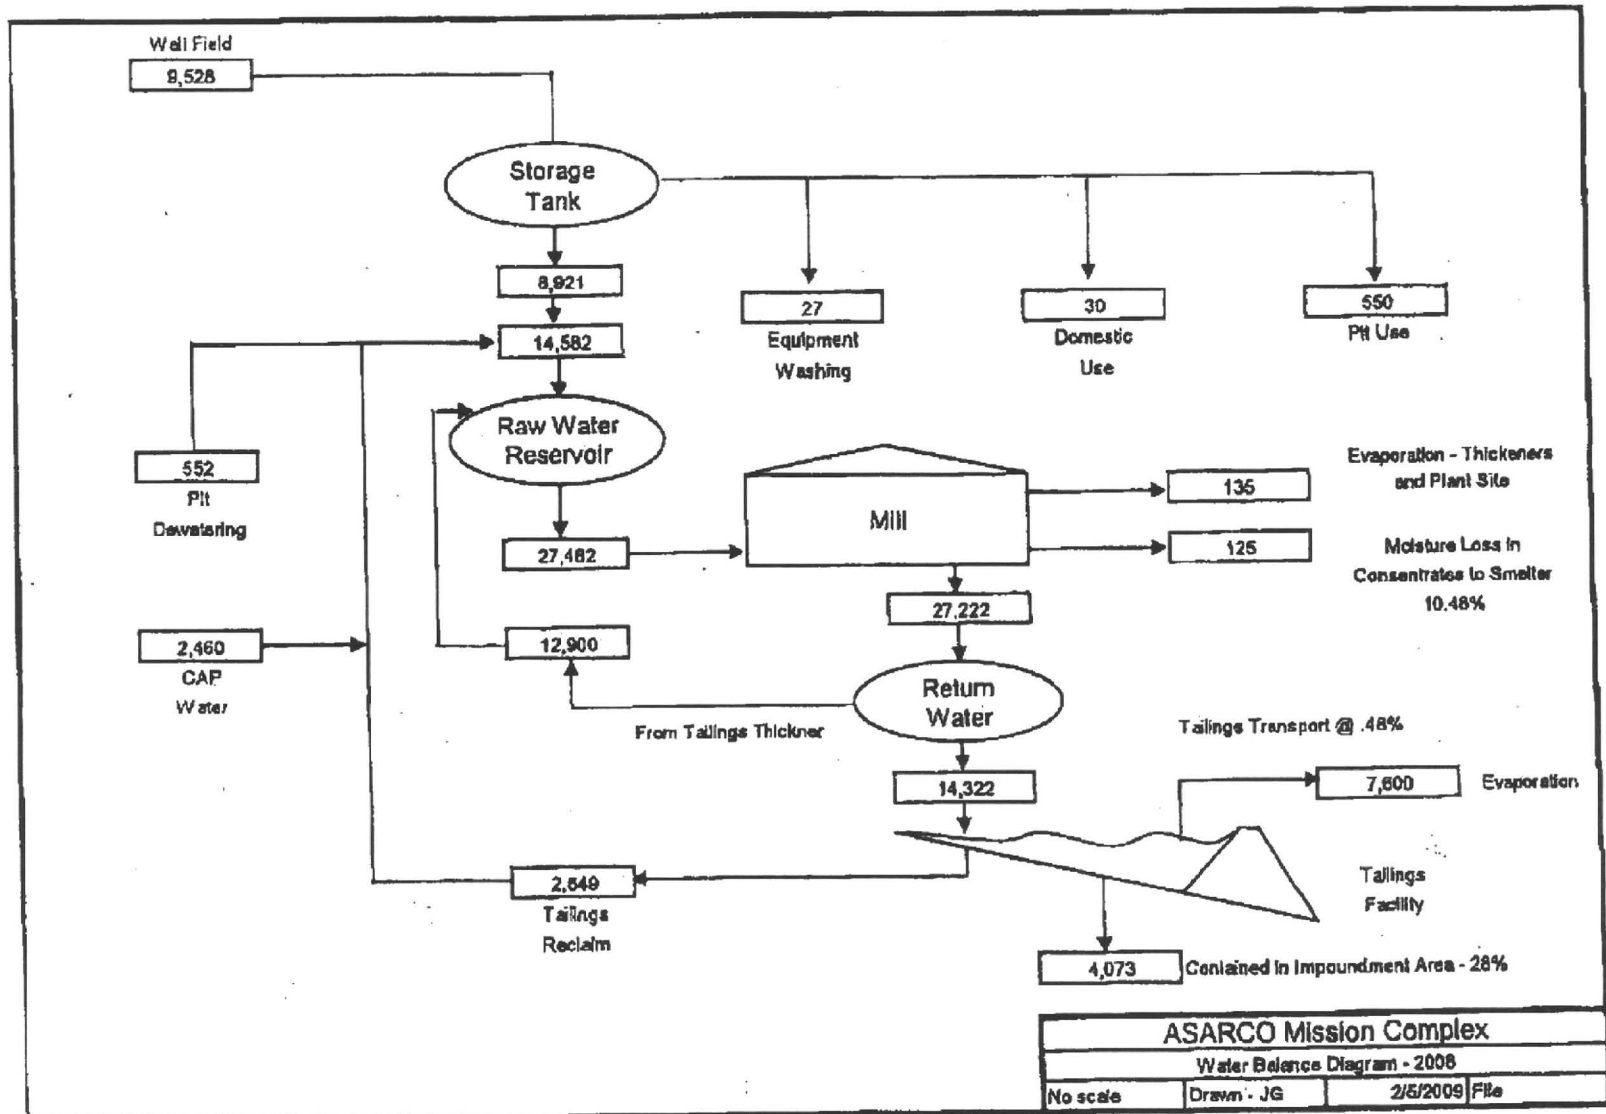 Well Field
9,528
Storage
Tank
8,921
27
Equipment
Washing
30
Domestic
Use
550
Pit Use
14,582
Raw Water
Reservoir
552
Pit
Dewatering
27,482
Mill
135
Evaporation - Thickeners
and Plant Site
125
Moisture Loss in
Concentrates to Smelter
10.48%
27,222
2,460
CAP
Water
12,900
Return
Water
From Tailings Thickner
Tailings Transport @ .48%
14,322
7,600
Evaporation
2,649
Tailings
Reclaim
Tailings
Facility
4,073
Contained in Impoundment Area - 28%
ASARCO Mission Complex
Water Balance Diagram - 2008
No scale
Drawn - JG
2/5/2009
File